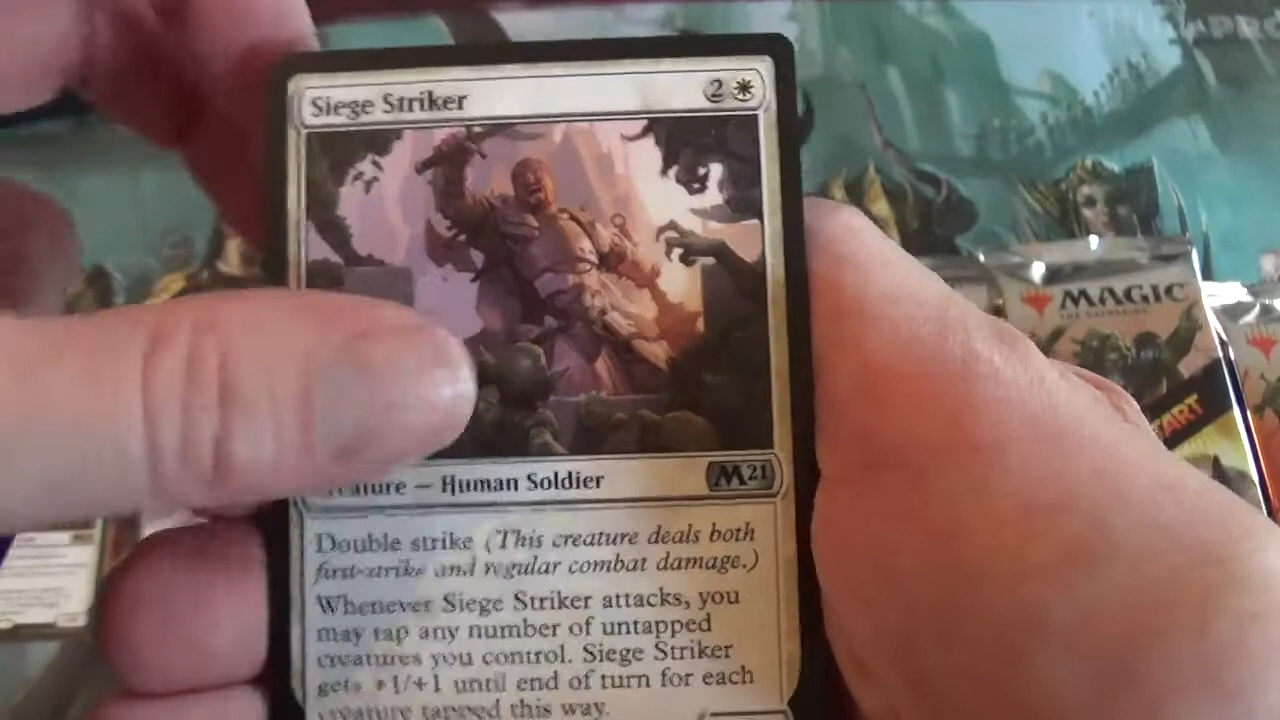 Siege Striker 2
Human Soldier M21
Double strike (This creature deals both
first-strike and regular combat damage.)
Whenever Siege Striker attacks, you
may tap any number of untapped
creatures you control. Siege Striker
gets +1/+1 until end of turn for each
creature tapped this way.
MAGIC
THE GATHERING